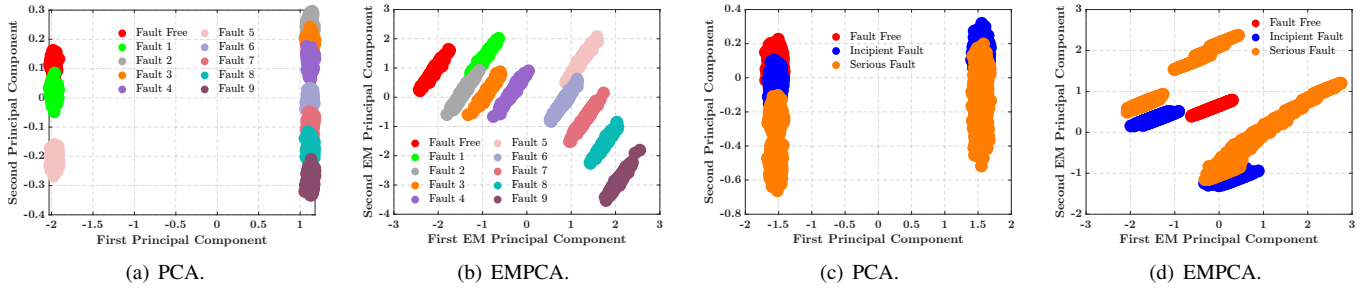 0.3
0.2
0.1
0
-0.1
-0.2
-0.3
0.4
Second Principal Component
-2
-1.5
-1
-0.5
0
0.5
1
First Principal Component
Fault Free
Fault 1
Fault 2
Fault 3
Fault 4
Fault 5
Fault 6
Fault 7
Fault 8
Fault 9
(a) PCA.
3
2
1
0
-1
-2
-3
-4
Second EM Principal Component
-3
-2
-1
0
1
2
3
First EM Principal Component
Fault Free
Fault 1
Fault 2
Fault 3
Fault 4
Fault 5
Fault 6
Fault 7
Fault 8
Fault 9
(b) EMPCA.
0.4
0.2
0
-0.2
-0.4
-0.6
-0.8
Second Principal Component
-2
-1.5
-1
-0.5
0
0.5
1
1.5
2
First Principal Component
Fault Free
Incipient Fault
Serious Fault
(c) PCA.
3
2
1
0
-1
-2
Second EM Principal Component
-3
-2
-1
0
1
2
3
First EM Principal Component
Fault Free
Incipient Fault
Serious Fault
(d) EMPCA.